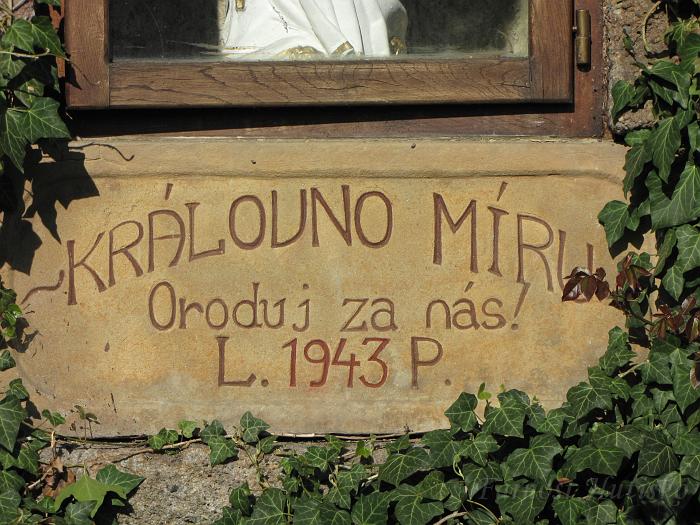 KRÁLOVNO MÍRU
Oroduj za nás!
L. 1943 P.